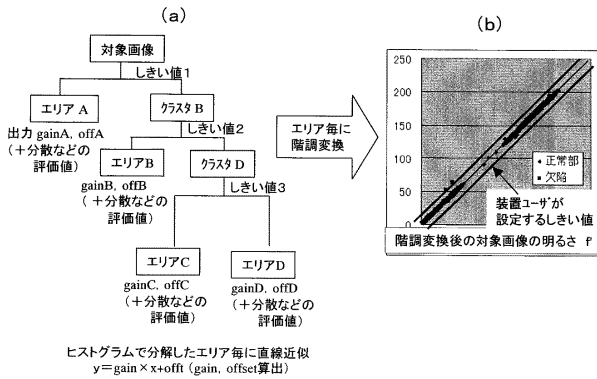 (a)
対象画像
しきい値1
エリア A
クラスタ B
出力 gainA, offA
(+分散などの
評価値)
しきい値2
エリアB
クラスタ D
gainB, offB
(+分散などの
評価値)
しきい値3
エリアC
エリアD
gainC, offC
(+分散などの
評価値)
gainD, offD
(+分散などの
評価値)
ヒストグラムで分解したエリア毎に直線近似
y=gain×x+offt (gain, offset算出)
エリア毎に
階調変換
(b)
250
200
150
100
50
0
正常部
欠陥
装置ユーザが
設定するしきい値
階調変換後の対象画像の明るさ f'